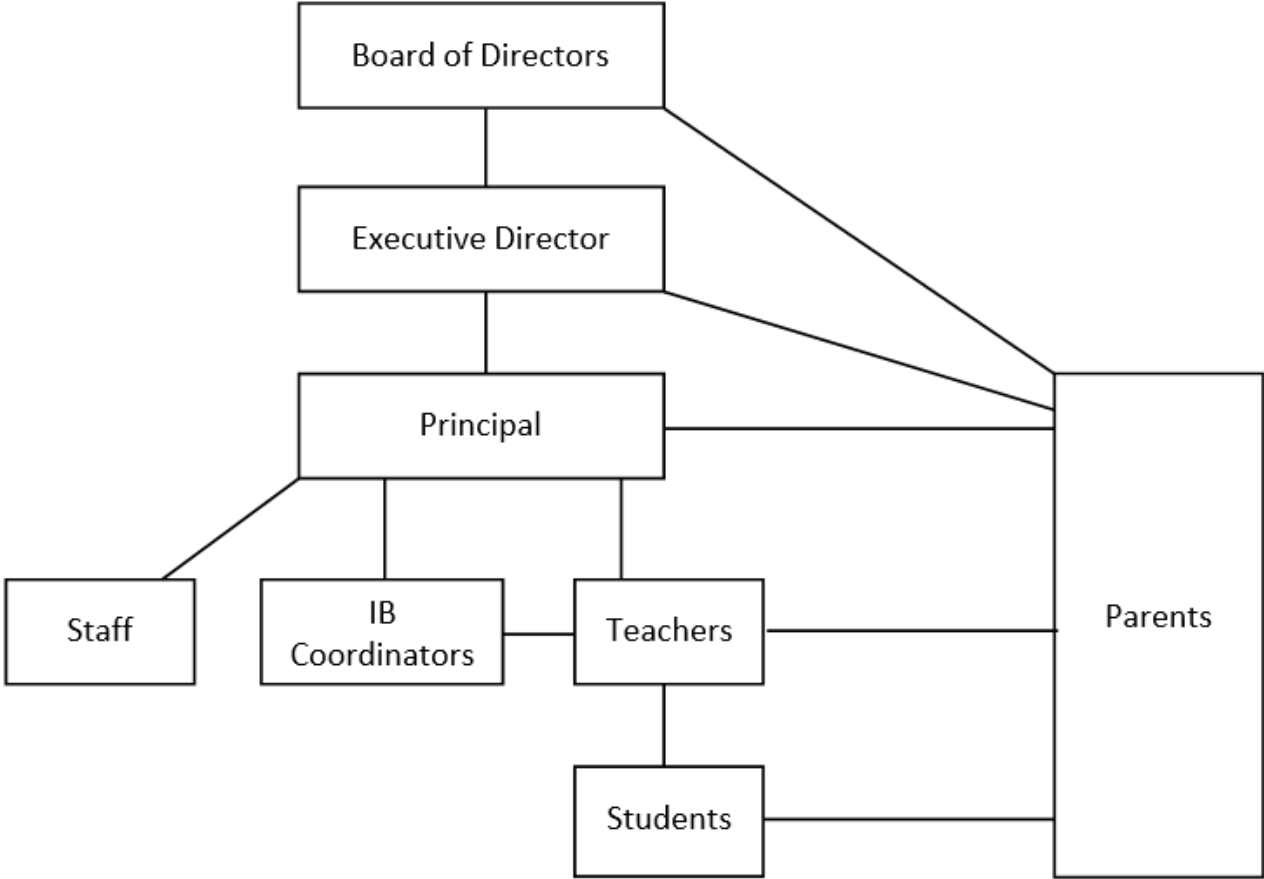 Board of Directors
Executive Director
Principal
Staff
IB
Coordinators
Teachers
Parents
Students